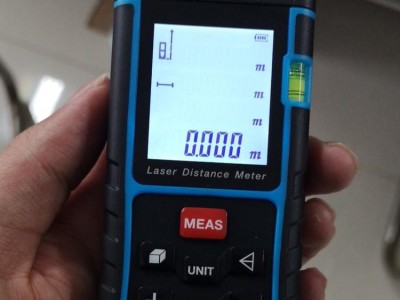 m
m
m
0.000 m
Laser Distance Meter
MEAS
UNIT